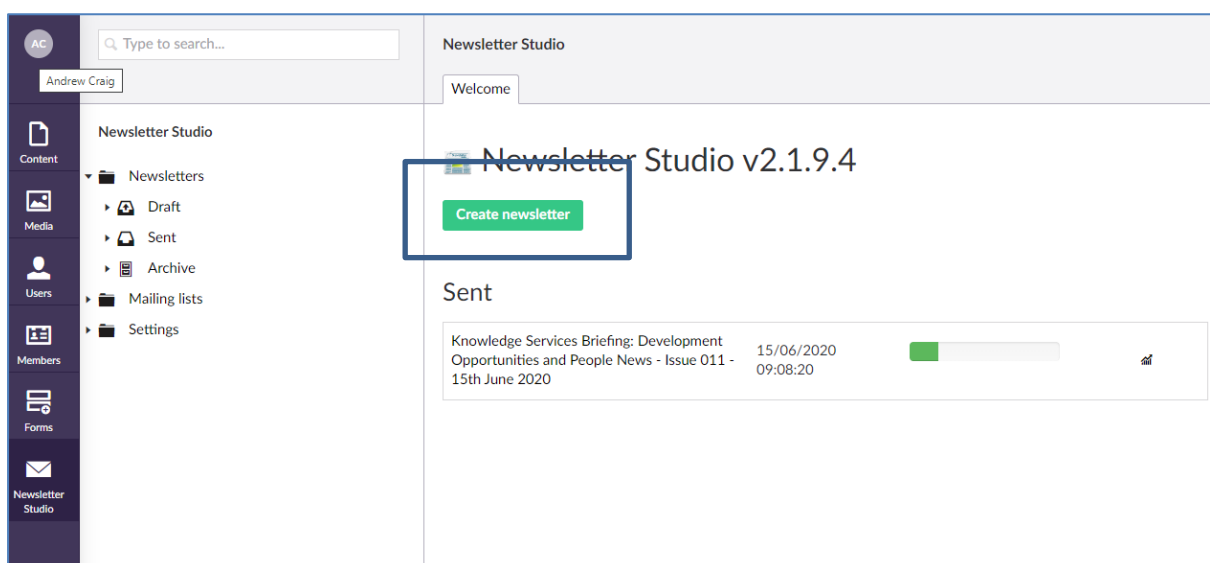 AC
Type to search...
Andrew Craig
Content
Media
Users
Members
Forms
Newsletter
Studio
Newsletter Studio
Newsletters
Draft
Sent
Archive
Mailing lists
Settings
Newsletter Studio
Welcome
Newsletter Studio v2.1.9.4
Create newsletter
Sent
Knowledge Services Briefing: Development
Opportunities and People News - Issue 011 -
15th June 2020
15/06/2020
09:08:20